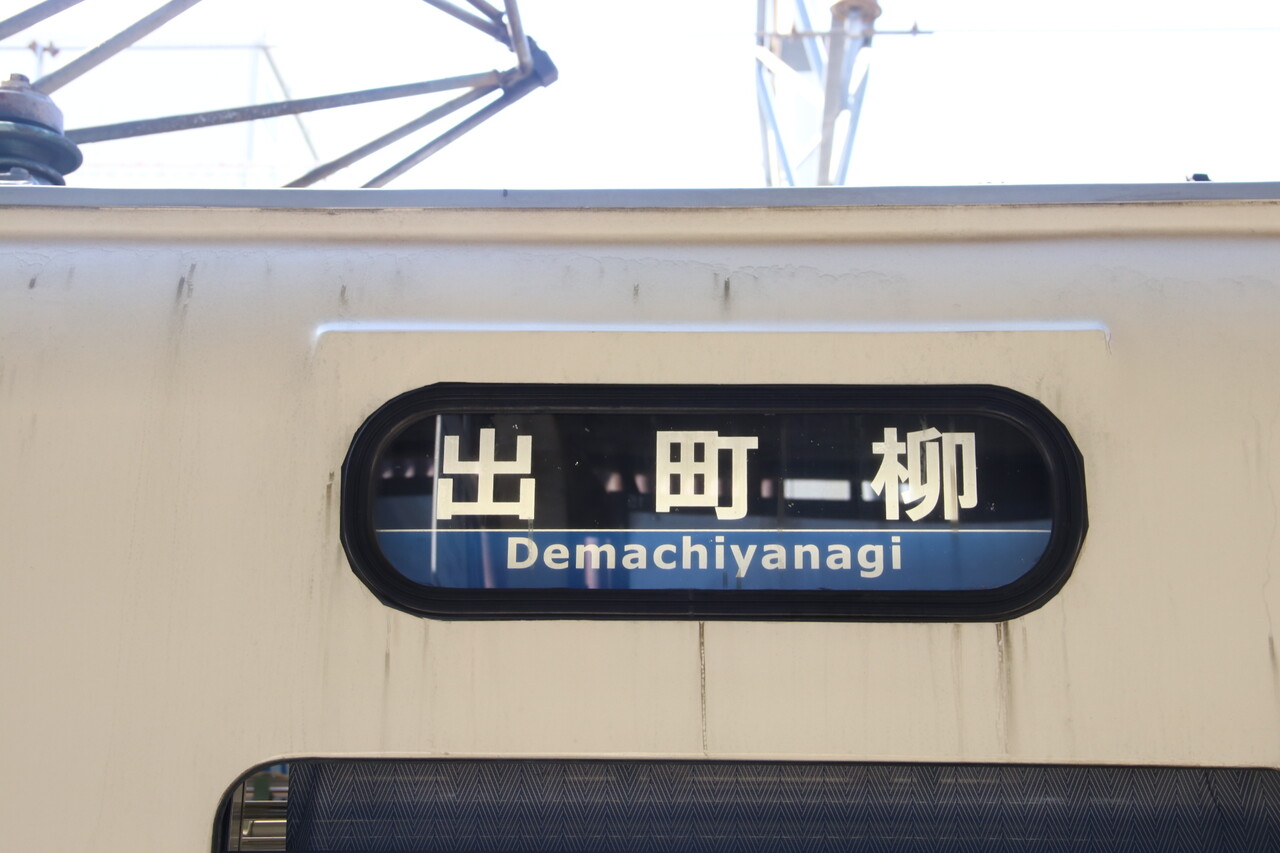 出町柳
Demachiyanagi